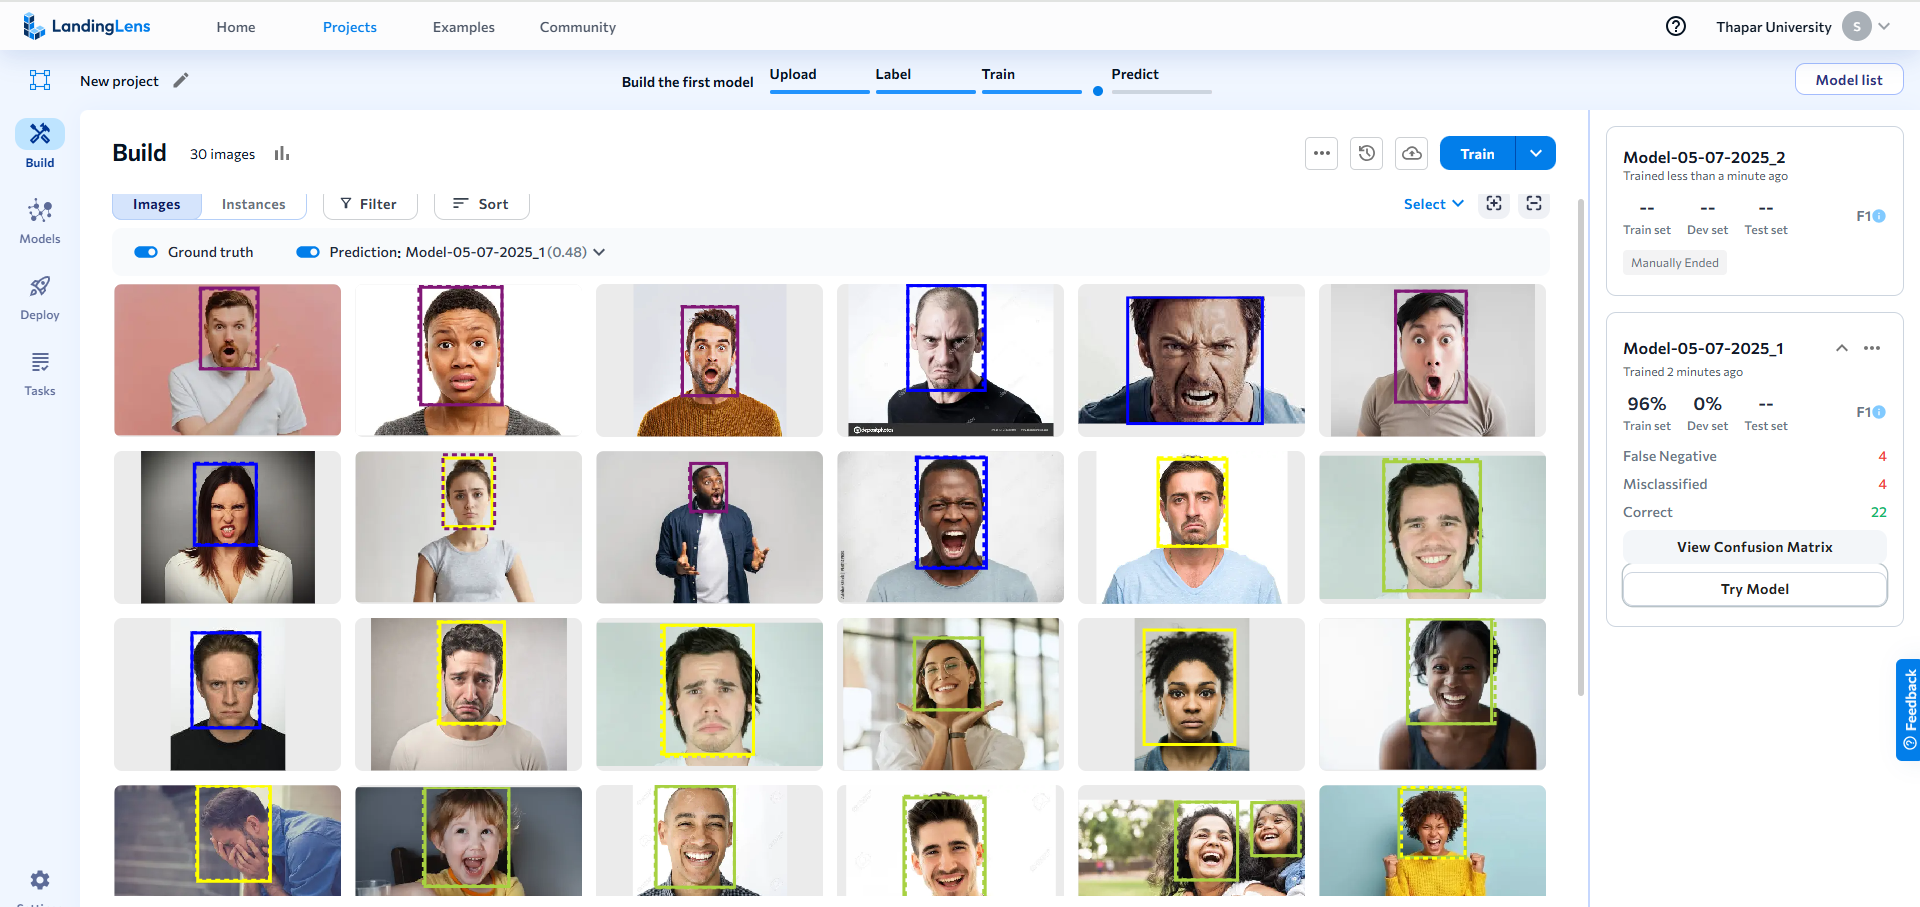 LandingLens
Home
Projects
Examples
Community
Thapar University
S
New project
Build the first model
Upload
Label
Train
Predict
Model list
Build
Models
Deploy
Tasks
Build
30 images
Train
Images
Instances
Filter
Sort
Select
Ground truth
Prediction: Model-05-07-2025_1 (0.48)
depositphotos
Model-05-07-2025_2
Trained less than a minute ago
-- -- --
Train set Dev set Test set
F1
Manually Ended
Model-05-07-2025_1
Trained 2 minutes ago
96% 0% --
Train set Dev set Test set
F1
False Negative 4
Misclassified 4
Correct 22
View Confusion Matrix
Try Model
Feedback